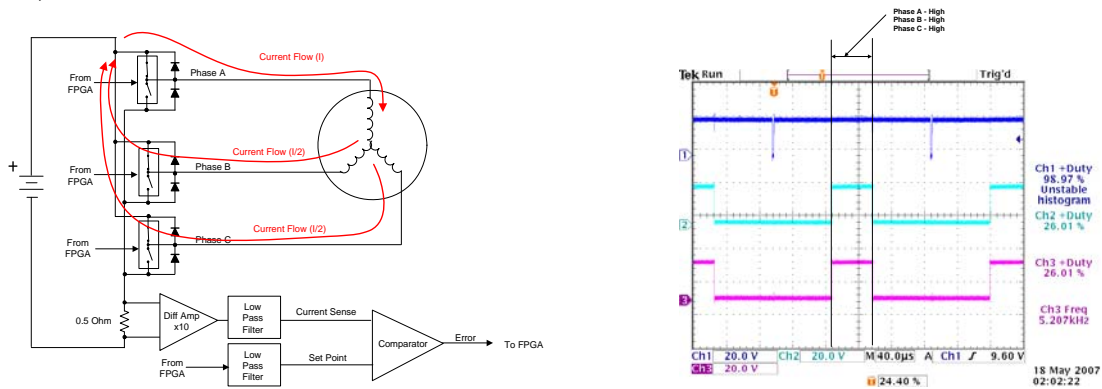 Current Flow (I)
From
FPGA
Phase A
+
From
FPGA
Current Flow (I/2)
Phase B
From
FPGA
Current Flow (I/2)
Phase C
0.5 Ohm
Diff Amp
x10
Low
Pass
Filter
Current Sense
From
FPGA
Low
Pass
Filter
Set Point
Comparator
Error
To FPGA
Phase A - High
Phase B - High
Phase C - High
Tek Run
Trig'd
T
1
2
3
Ch1 +Duty
98.97 %
Unstable
histogram
Ch2 +Duty
26.01 %
Ch3 +Duty
26.01 %
Ch3 Freq
5.207kHz
Ch1 20.0 V Ch2 20.0 V M 40.0µs A Ch1 ƒ 9.60 V
Ch3 20.0 V
T 24.40 %
18 May 2007
02:02:22